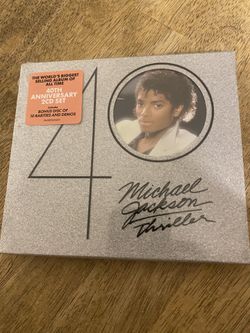 THE WORLD'S BIGGEST
SELLING ALBUM OF
ALL TIME
40TH
ANNIVERSARY
2CD SET
BONUS DISC OF
10 RARITIES AND DEMOS
40
Michael
Jackson
Thriller